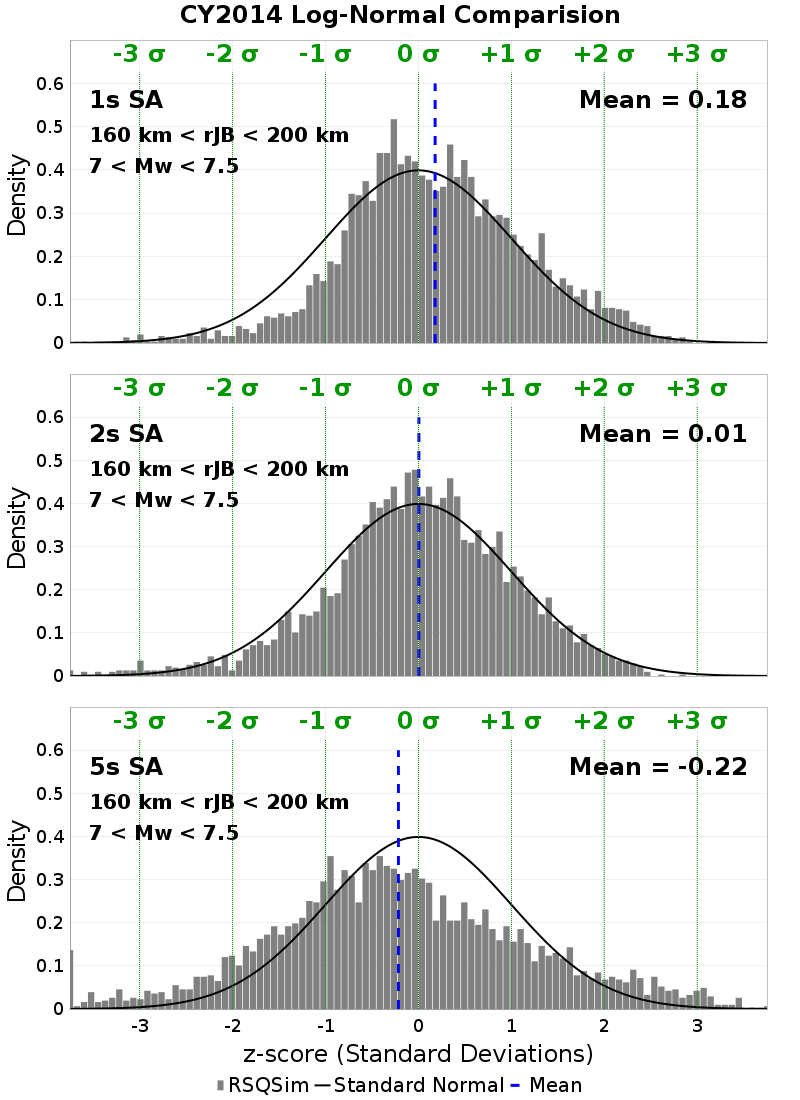 CY2014 Log-Normal Comparision
-3 σ -2 σ -1 σ 0 σ +1 σ +2 σ +3 σ
1s SA Mean = 0.18
160 km < rJB < 200 km
7 < Mw < 7.5
Density
0.6
0.5
0.4
0.3
0.2
0.1
0
-3 σ -2 σ -1 σ 0 σ +1 σ +2 σ +3 σ
2s SA Mean = 0.01
160 km < rJB < 200 km
7 < Mw < 7.5
Density
0.6
0.5
0.4
0.3
0.2
0.1
0
-3 σ -2 σ -1 σ 0 σ +1 σ +2 σ +3 σ
5s SA Mean = -0.22
160 km < rJB < 200 km
7 < Mw < 7.5
Density
0.6
0.5
0.4
0.3
0.2
0.1
0
-3 -2 -1 0 1 2 3
z-score (Standard Deviations)
RSQSim Standard Normal Mean